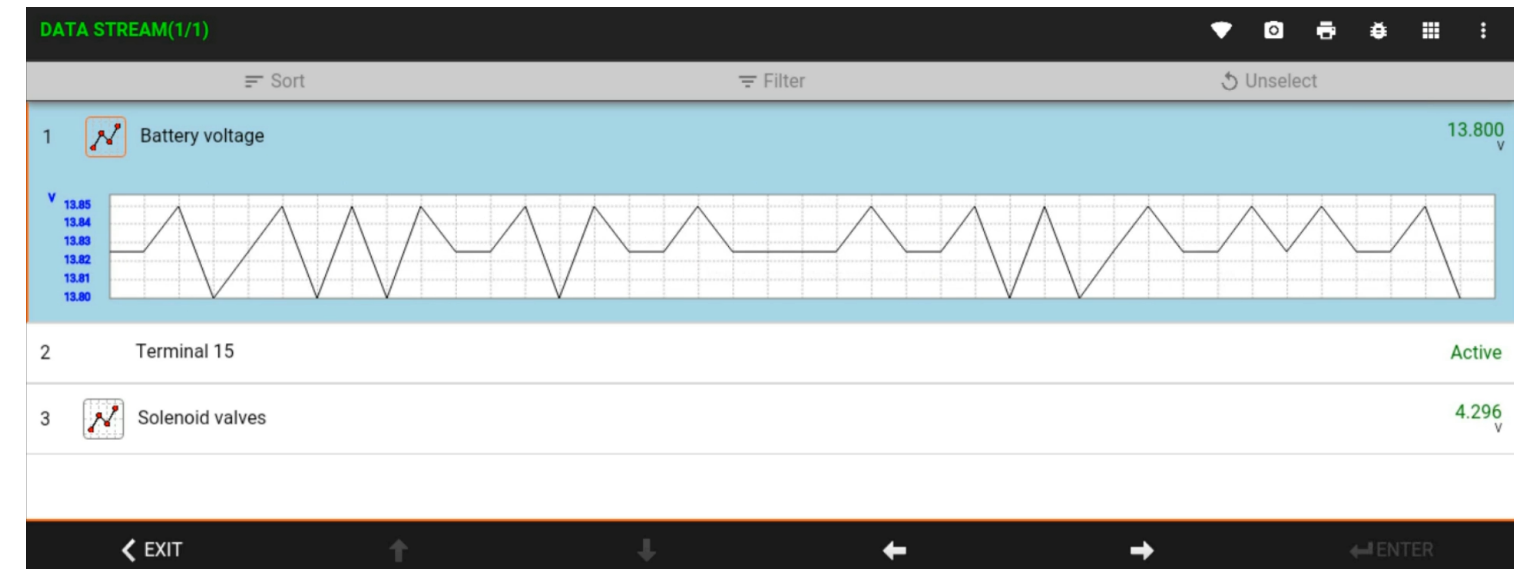 DATA STREAM(1/1)
Sort Filter Unselect
1 Battery voltage 13.800
V
V
13.85
13.84
13.83
13.82
13.81
13.80
2 Terminal 15 Active
3 Solenoid valves 4.296
V
EXIT ENTER